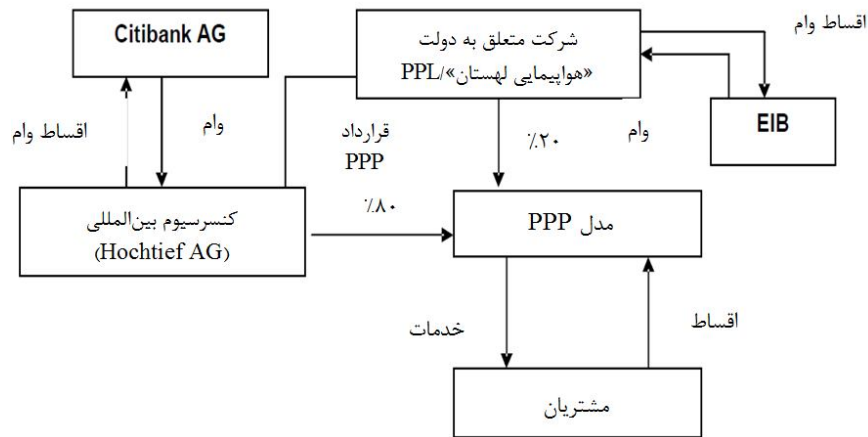 Citibank AG
شرکت متعلق به دولت
«هواپیمایی لهستان»/PPL
اقساط وام
EIB
اقساط وام
وام
قرارداد
PPP
٪۲۰
وام
کنسرسیوم بین‌المللی
(Hochtief AG)
٪۸۰
مدل PPP
خدمات
اقساط
مشتریان